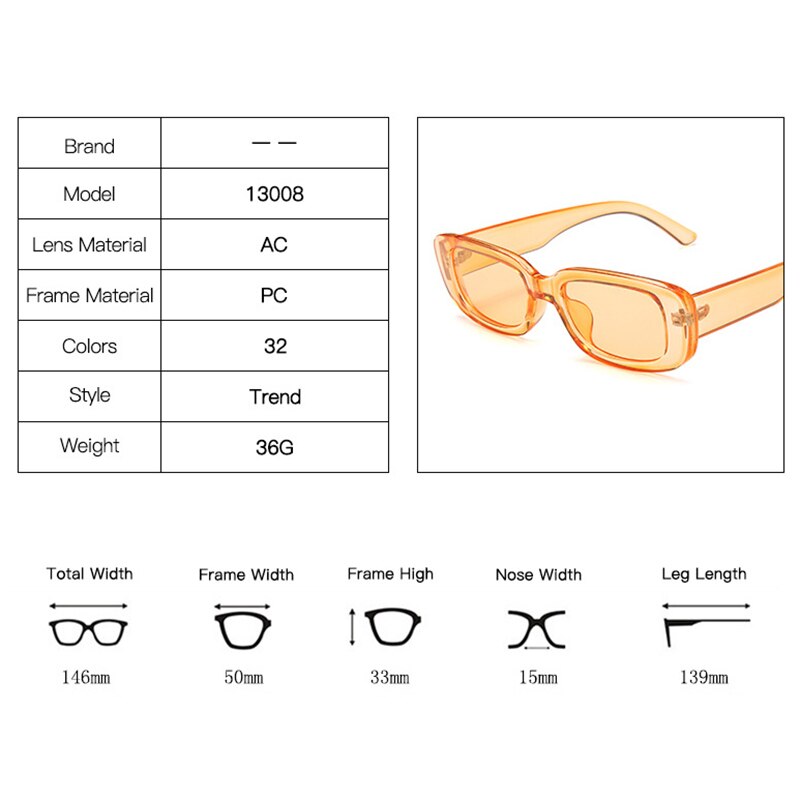 Brand — —
Model 13008
Lens Material AC
Frame Material PC
Colors 32
Style Trend
Weight 36G
Total Width Frame Width Frame High Nose Width Leg Length
146mm 50mm 33mm 15mm 139mm